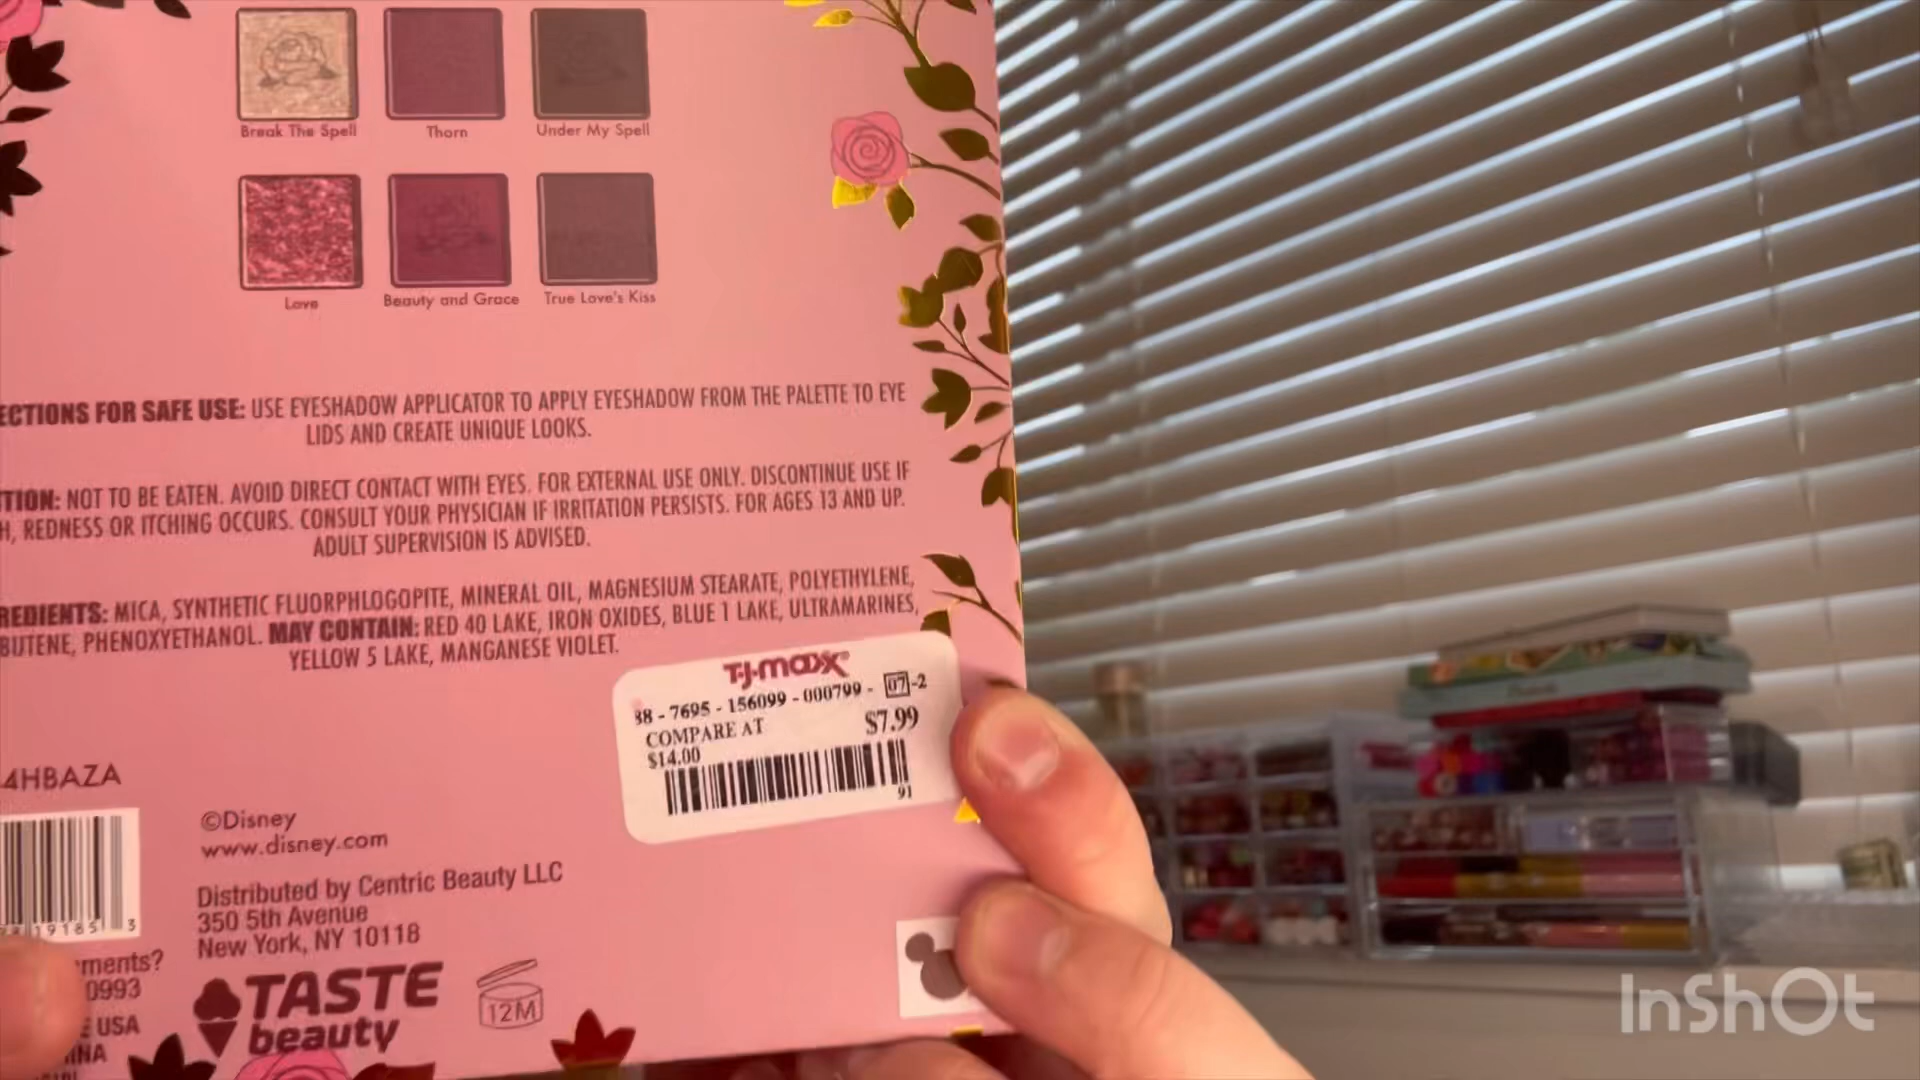 Break The Spell
Thorn
Under My Spell
Love
Beauty and Grace
True Love's Kiss
ECTIONS FOR SAFE USE: USE EYESHADOW APPLICATOR TO APPLY EYESHADOW FROM THE PALETTE TO EYE
LIDS AND CREATE UNIQUE LOOKS.
TION: NOT TO BE EATEN. AVOID DIRECT CONTACT WITH EYES. FOR EXTERNAL USE ONLY. DISCONTINUE USE IF
H, REDNESS OR ITCHING OCCURS. CONSULT YOUR PHYSICIAN IF IRRITATION PERSISTS. FOR AGES 13 AND UP.
ADULT SUPERVISION IS ADVISED.
REDIENTS: MICA, SYNTHETIC FLUORPHLOGOPITE, MINERAL OIL, MAGNESIUM STEARATE, POLYETHYLENE,
BUTENE, PHENOXYETHANOL. MAY CONTAIN: RED 40 LAKE, IRON OXIDES, BLUE 1 LAKE, ULTRAMARINES,
YELLOW 5 LAKE, MANGANESE VIOLET.
T.J.maxx
38 - 7695 - 156099 - 000799 - 07-2
COMPARE AT
$7.99
$14.00
91
4HBAZA
19185 3
©Disney
www.disney.com
Distributed by Centric Beauty LLC
350 5th Avenue
New York, NY 10118
ments?
0993
USA
INA
TASTE
beauty
12M
InShOt